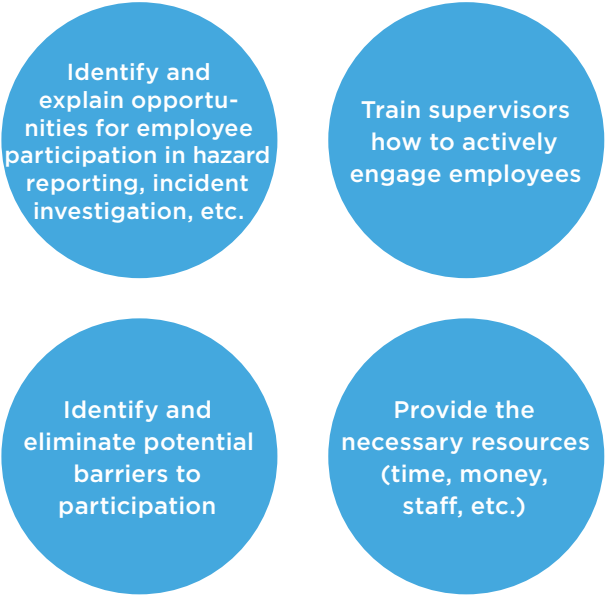 Identify and
explain opportu-
nities for employee
participation in hazard
reporting, incident
investigation, etc.
Train supervisors
how to actively
engage employees
Identify and
eliminate potential
barriers to
participation
Provide the
necessary resources
(time, money,
staff, etc.)